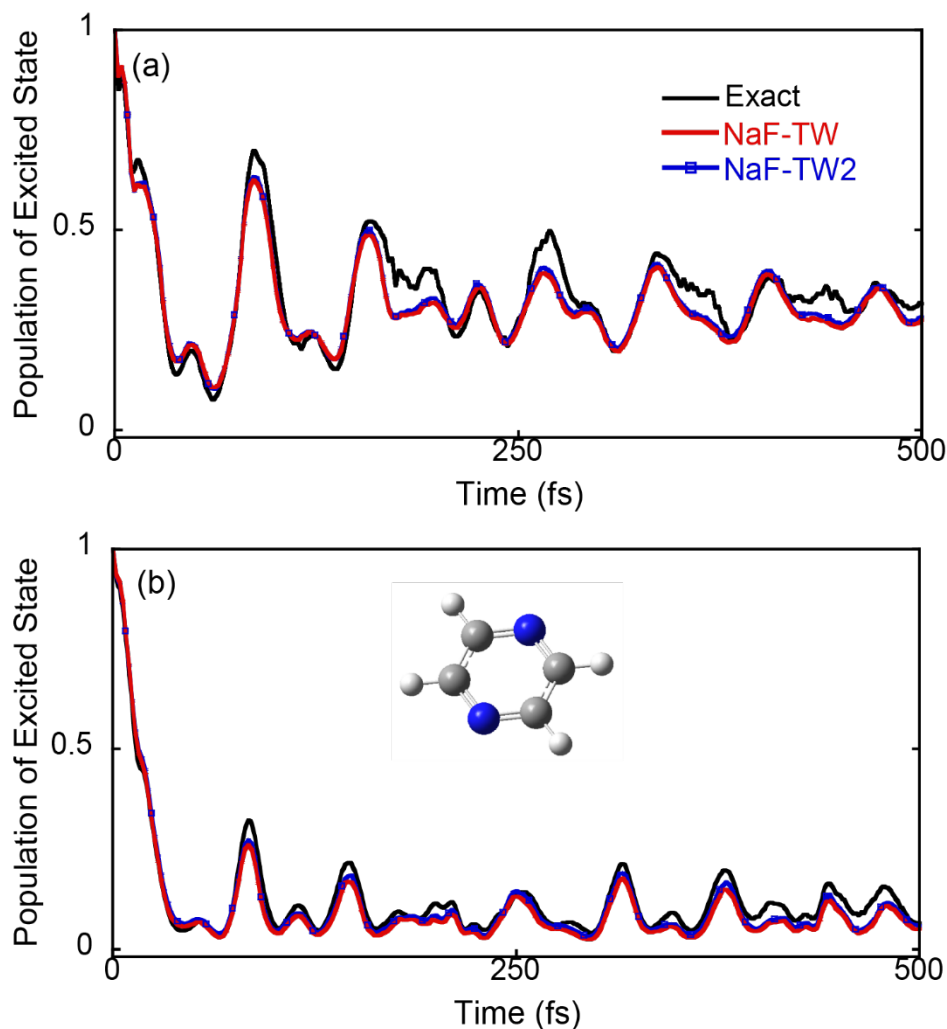 1
(a)
Exact
NaF-TW
NaF-TW2
Population of Excited State
0.5
0
0
250
500
Time (fs)
1
(b)
Population of Excited State
0.5
0
0
250
500
Time (fs)